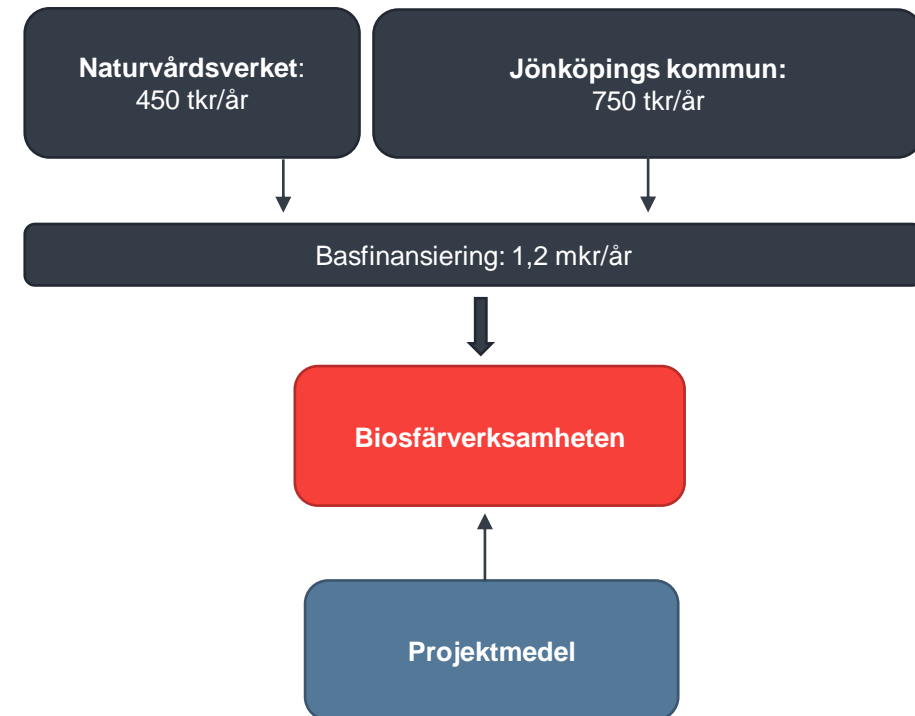 Naturvårdsverket:
450 tkr/år
Jönköpings kommun:
750 tkr/år
Basfinansiering: 1,2 mkr/år
Biosfärverksamheten
Projektmedel